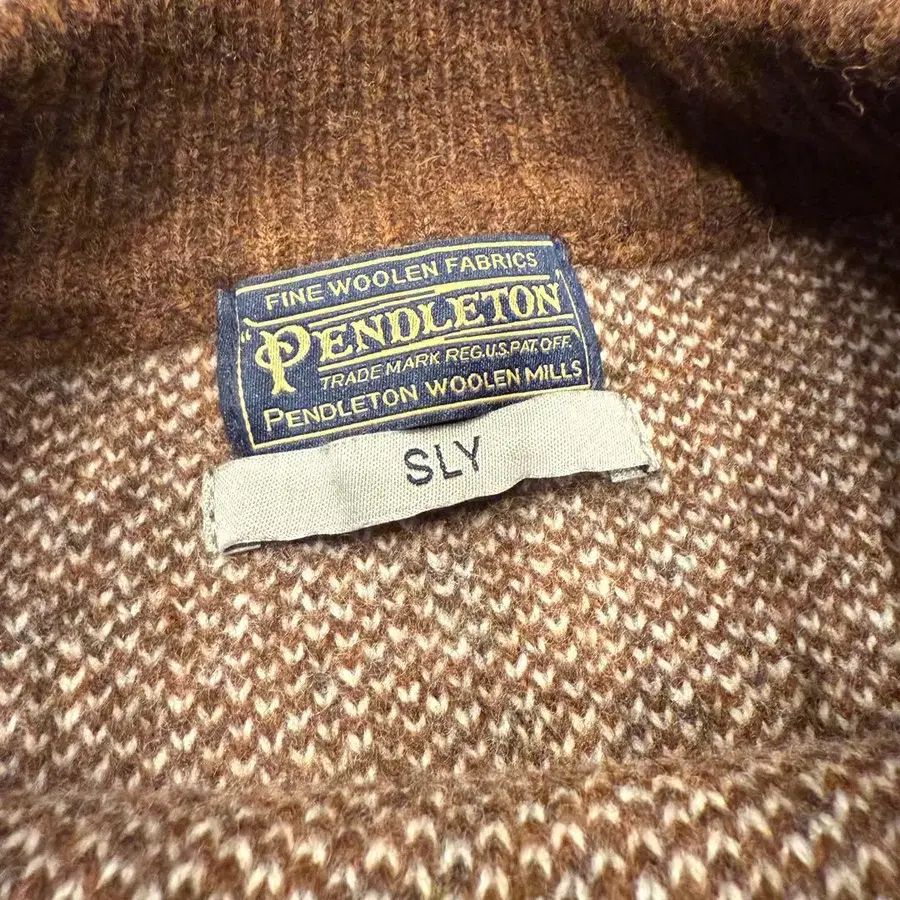 FINE WOOLEN FABRICS
"PENDLETON"
TRADE MARK REG.U.S.PAT.OFF.
PENDLETON WOOLEN MILLS
SLY